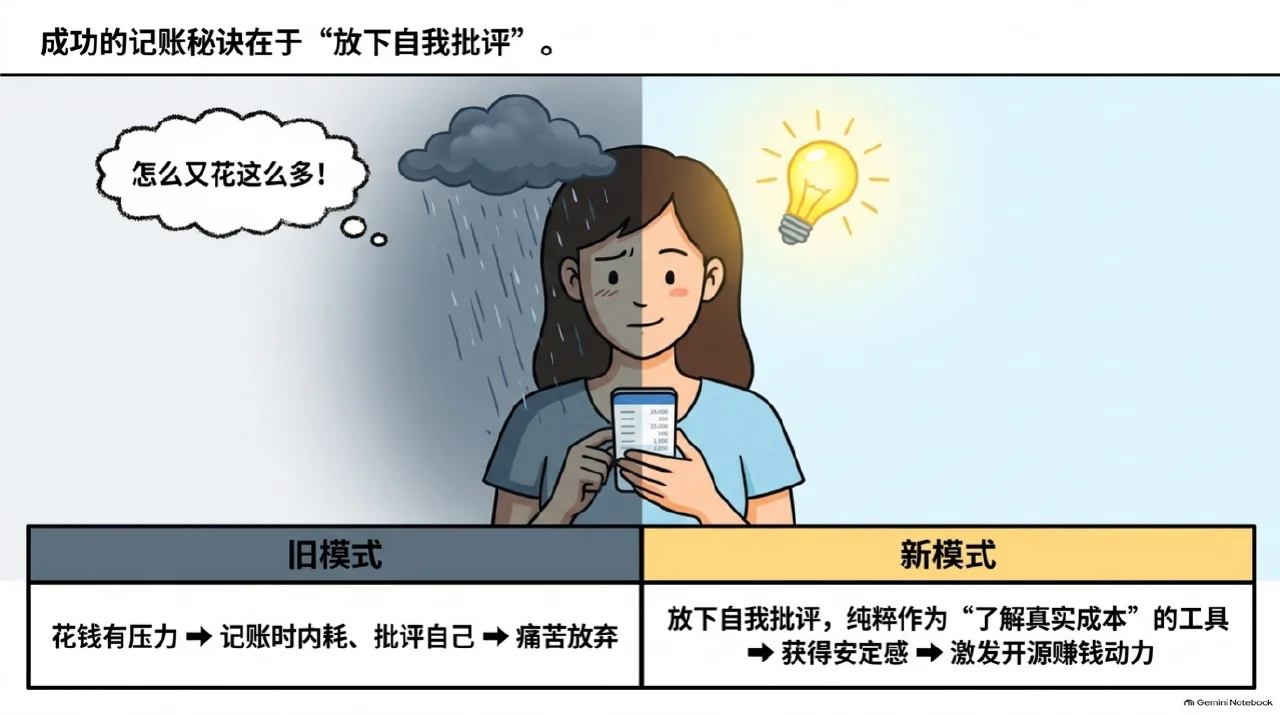 成功的记账秘诀在于“放下自我批评”。
怎么又花这么多！
25.000
25.000
旧模式
新模式
花钱有压力 ➡ 记账时内耗、批评自己 ➡ 痛苦放弃
放下自我批评，纯粹作为“了解真实成本”的工具
➡ 获得安定感 ➡ 激发开源赚钱动力
Gemini Notebook